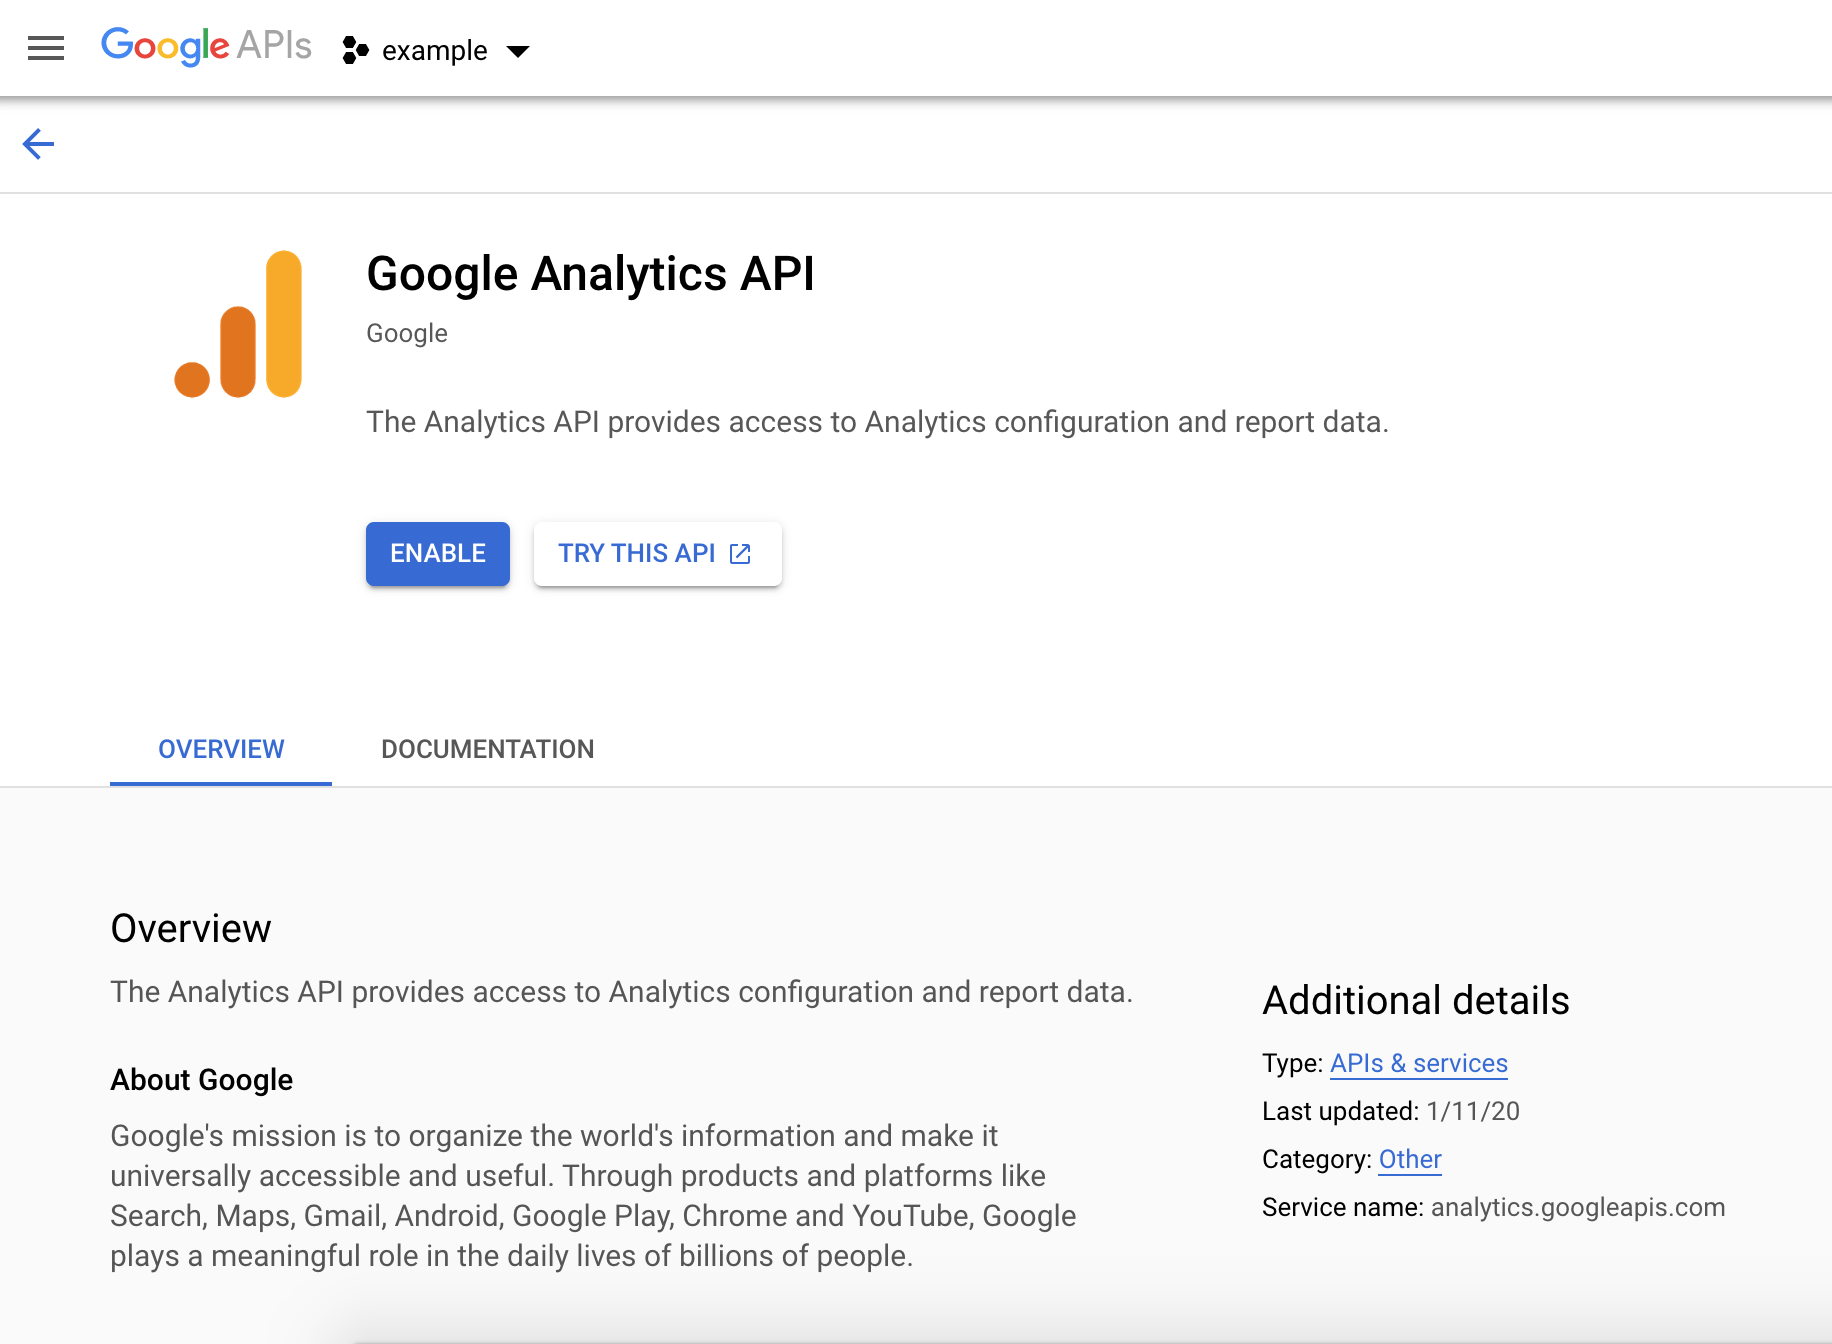 Google APIs example
Google Analytics API
Google
The Analytics API provides access to Analytics configuration and report data.
ENABLE TRY THIS API
OVERVIEW DOCUMENTATION
Overview
The Analytics API provides access to Analytics configuration and report data.
About Google
Google's mission is to organize the world's information and make it
universally accessible and useful. Through products and platforms like
Search, Maps, Gmail, Android, Google Play, Chrome and YouTube, Google
plays a meaningful role in the daily lives of billions of people.
Additional details
Type: APIs & services
Last updated: 1/11/20
Category: Other
Service name: analytics.googleapis.com